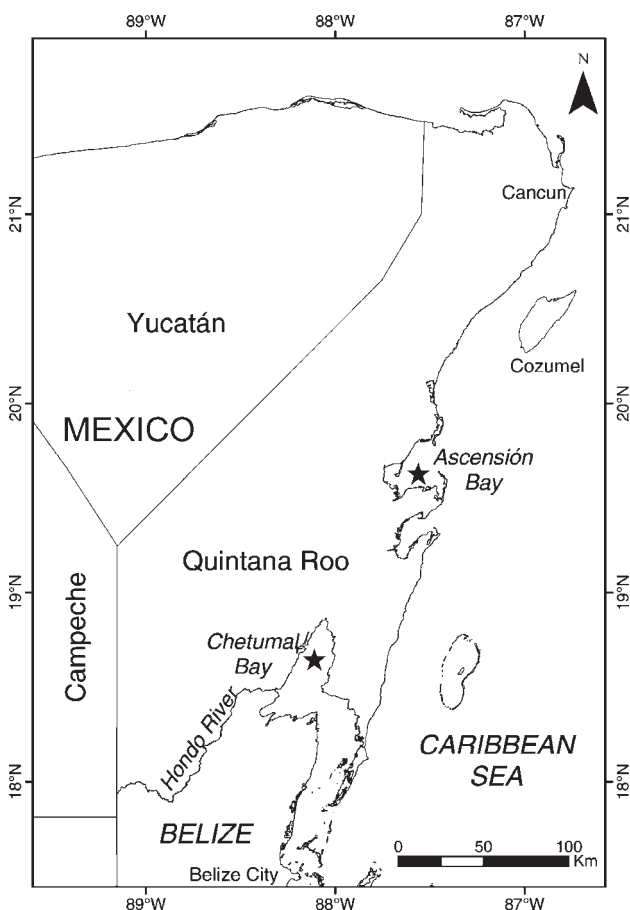 89°W 88°W 87°W
N
Cancun
21°N 21°N
Yucatán
Cozumel
20°N 20°N
MEXICO
Ascensión
Bay
Quintana Roo
19°N 19°N
Campeche
Chetumal
Bay
Hondo River
CARIBBEAN
SEA
18°N 18°N
BELIZE
0 50 100
Km
Belize City
89°W 88°W 87°W